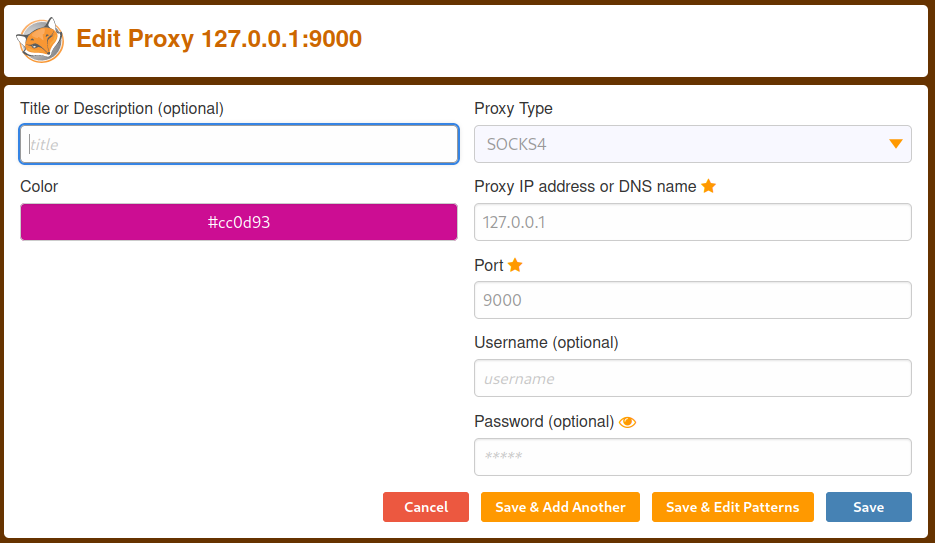 Edit Proxy 127.0.0.1:9000
Title or Description (optional)
title
Color
#cc0d93
Proxy Type
SOCKS4
Proxy IP address or DNS name
127.0.0.1
Port
9000
Username (optional)
username
Password (optional)
*****
Cancel
Save & Add Another
Save & Edit Patterns
Save